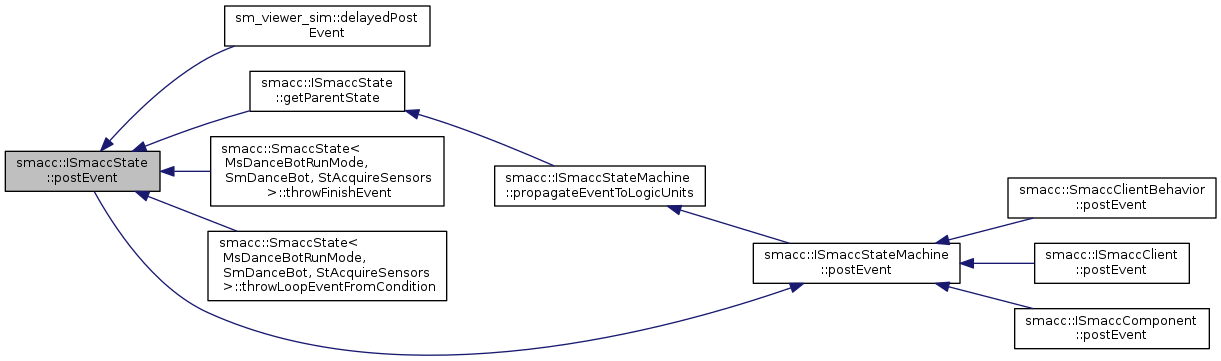 sm_viewer_sim::delayedPost
Event
smacc::ISmaccState
::getParentState
smacc::ISmaccState
::postEvent
smacc::SmaccState<
MsDanceBotRunMode,
SmDanceBot, StAcquireSensors
>::throwFinishEvent
smacc::SmaccState<
MsDanceBotRunMode,
SmDanceBot, StAcquireSensors
>::throwLoopEventFromCondition
smacc::ISmaccStateMachine
::propagateEventToLogicUnits
smacc::ISmaccStateMachine
::postEvent
smacc::SmaccClientBehavior
::postEvent
smacc::ISmaccClient
::postEvent
smacc::ISmaccComponent
::postEvent